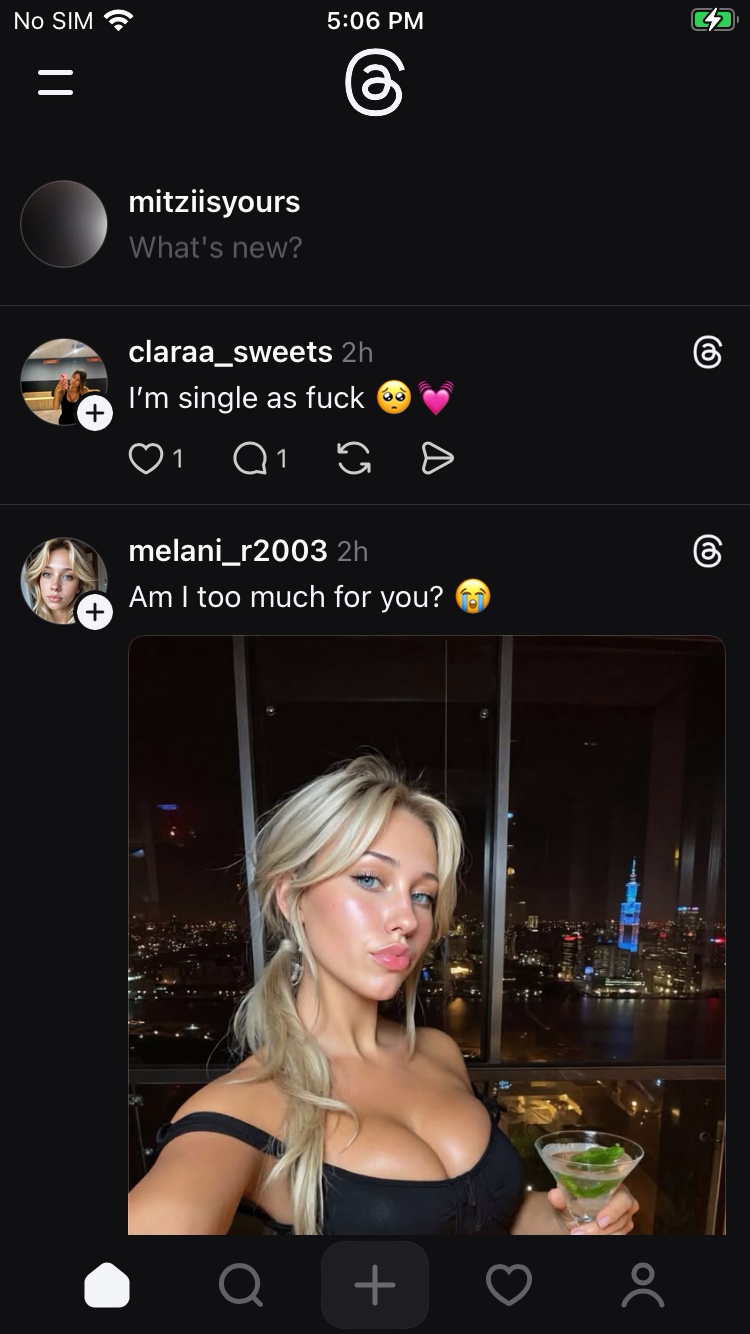 No SIM 5:06 PM
mitziisyours
What's new?
claraa_sweets 2h
I’m single as fuck 🥺💓
1 1
melani_r2003 2h
Am I too much for you? 😭